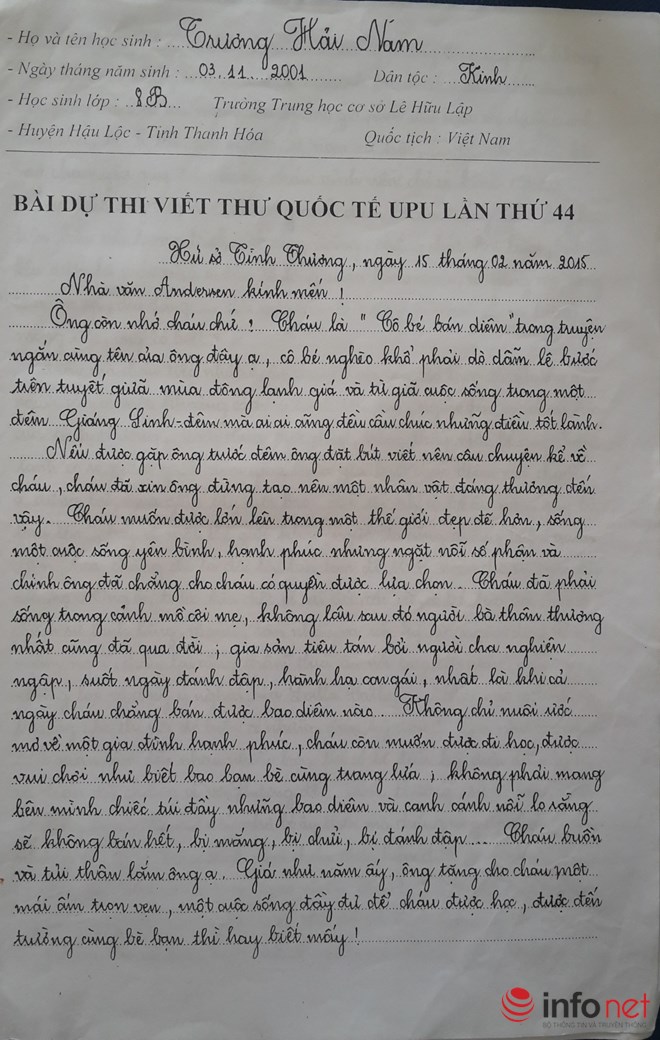 - Họ và tên học sinh : Trương Hải Nám
- Ngày tháng năm sinh : 03.11.2001 Dân tộc : Kinh
- Học sinh lớp : 8B Trường Trung học cơ sở Lê Hữu Lập
- Huyện Hậu Lộc - Tỉnh Thanh Hóa Quốc tịch : Việt Nam
BÀI DỰ THI VIẾT THƯ QUỐC TẾ UPU LẦN THỨ 44
Xứ sở Tình Thương, ngày 15 tháng 02 năm 2015
Nhà văn Andersen kính mến !
Ông còn nhớ cháu chứ ! Cháu là " Cô bé bán diêm " trong truyện
ngắn cùng tên của ông đây ạ, cô bé nghèo khổ phải dò dẫm lê bước
trên tuyết giữa mùa đông lạnh giá và từ giã cuộc sống trong một
đêm Giáng Sinh - đêm mà ai ai cũng đều cầu chúc những điều tốt lành.
Nếu được gặp ông trước đêm ông đặt bút viết nên câu chuyện kể về
cháu, cháu đã xin ông đừng tạo nên một nhân vật đáng thương đến
vậy. Cháu muốn được lớn lên trong một thế giới đẹp đẽ hơn, sống
một cuộc sống yên bình, hạnh phúc nhưng ngặt nỗi số phận và
chính ông đã chẳng cho cháu có quyền được lựa chọn. Cháu đã phải
sống trong cảnh mồ côi mẹ, không lâu sau đó người bà thân thương
nhất cũng đã qua đời ; gia sản tiêu tán bởi người cha nghiện
ngập, suốt ngày đánh đập, hành hạ con gái, nhất là khi cả
ngày cháu chẳng bán được bao diêm nào. Không chỉ nuôi ước
mơ về một gia đình hạnh phúc, cháu còn muốn được đi học, được
vui chơi như biết bao bạn bè cùng trang lứa ; không phải mang
bên mình chiếc túi đầy những bao diêm và canh cánh nỗi lo rằng
sẽ không bán hết, bị mắng, bị chửi, bị đánh đập ... Cháu buồn
và tủi thân lắm ông ạ. Giá như năm ấy, ông tặng cho cháu một
mái ấm trọn vẹn, một cuộc sống đầy đủ để cháu được học, được đến
trường cùng bè bạn thì hay biết mấy !
infonet
BỘ THÔNG TIN VÀ TRUYỀN THÔNG